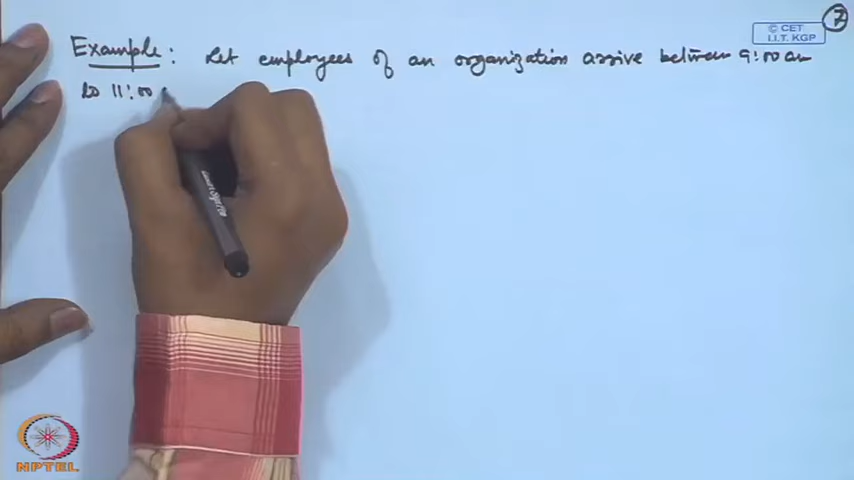 7
© CET
I.I.T. KGP
Example: Let employees of an organization arrive between 9:00 am
to 11:00
NPTEL